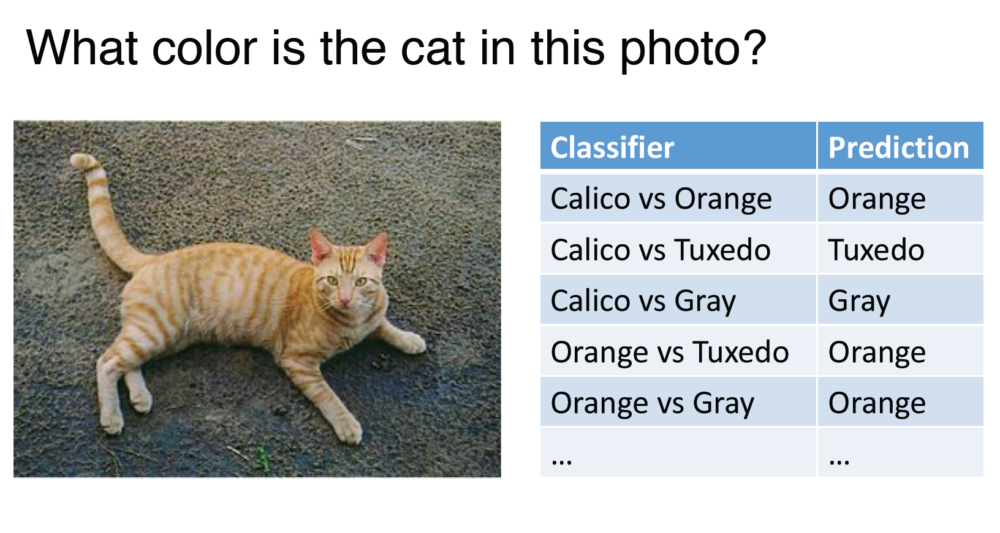 What color is the cat in this photo?
Classifier Prediction
Calico vs Orange Orange
Calico vs Tuxedo Tuxedo
Calico vs Gray Gray
Orange vs Tuxedo Orange
Orange vs Gray Orange
... ...